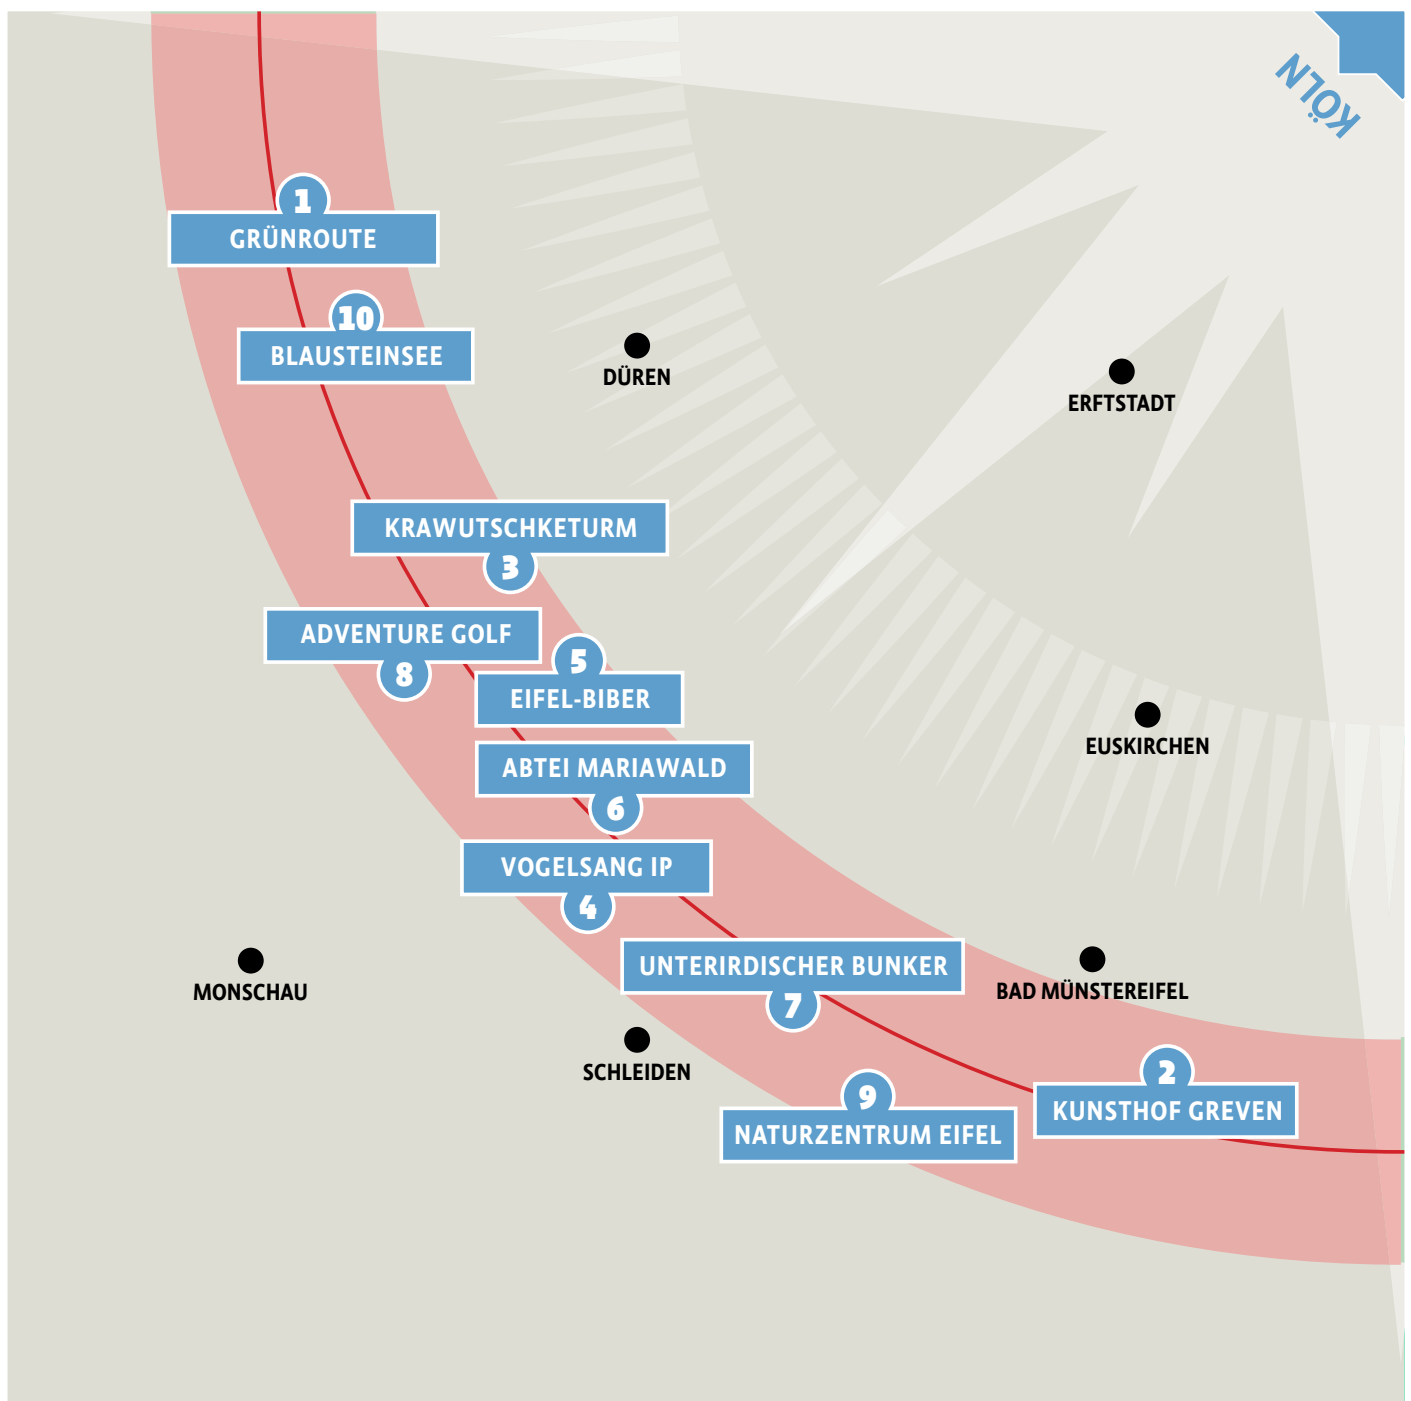 KÖLN
1
GRÜNROUTE
10
BLAUSTEINSEE
DÜREN
ERFTSTADT
KRAWUTSCHKETURM
3
ADVENTURE GOLF
8
5
EIFEL-BIBER
EUSKIRCHEN
ABTEI MARIAWALD
6
VOGELSANG IP
4
UNTERIRDISCHER BUNKER
7
MONSCHAU
BAD MÜNSTEREIFEL
SCHLEIDEN
2
KUNSTHOF GREVEN
9
NATURZENTRUM EIFEL